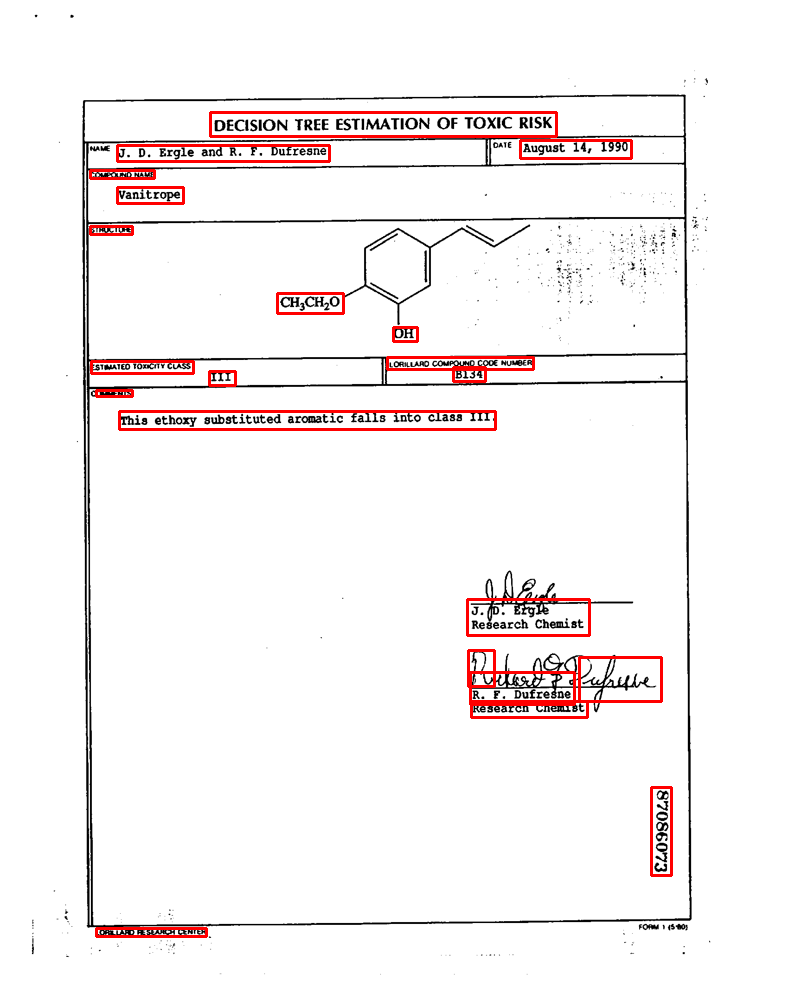 DECISION TREE ESTIMATION OF TOXIC RISK
NAME J. D. Ergle and R. F. Dufresne
DATE August 14, 1990
COMPOUND NAME
Vanitrope
STRUCTURE
CH₃CH₂O
OH
ESTIMATED TOXICITY CLASS
III
LORILLARD COMPOUND CODE NUMBER
B134
COMMENTS
This ethoxy substituted aromatic falls into class III.
J. D. Ergle
J. D. Ergle
Research Chemist
Richard F. Dufresne
R. F. Dufresne
Research Chemist
87086073
LORILLARD RESEARCH CENTER
FORM 1 (5/80)